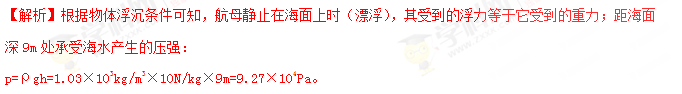 【解析】根据物体浮沉条件可知，航母静止在海面上时（漂浮），其受到的浮力等于它受到的重力；距海面
深 9m 处承受海水产生的压强：
p=ρgh=1.03×10³kg/m³×10N/kg×9m=9.27×10⁴Pa。